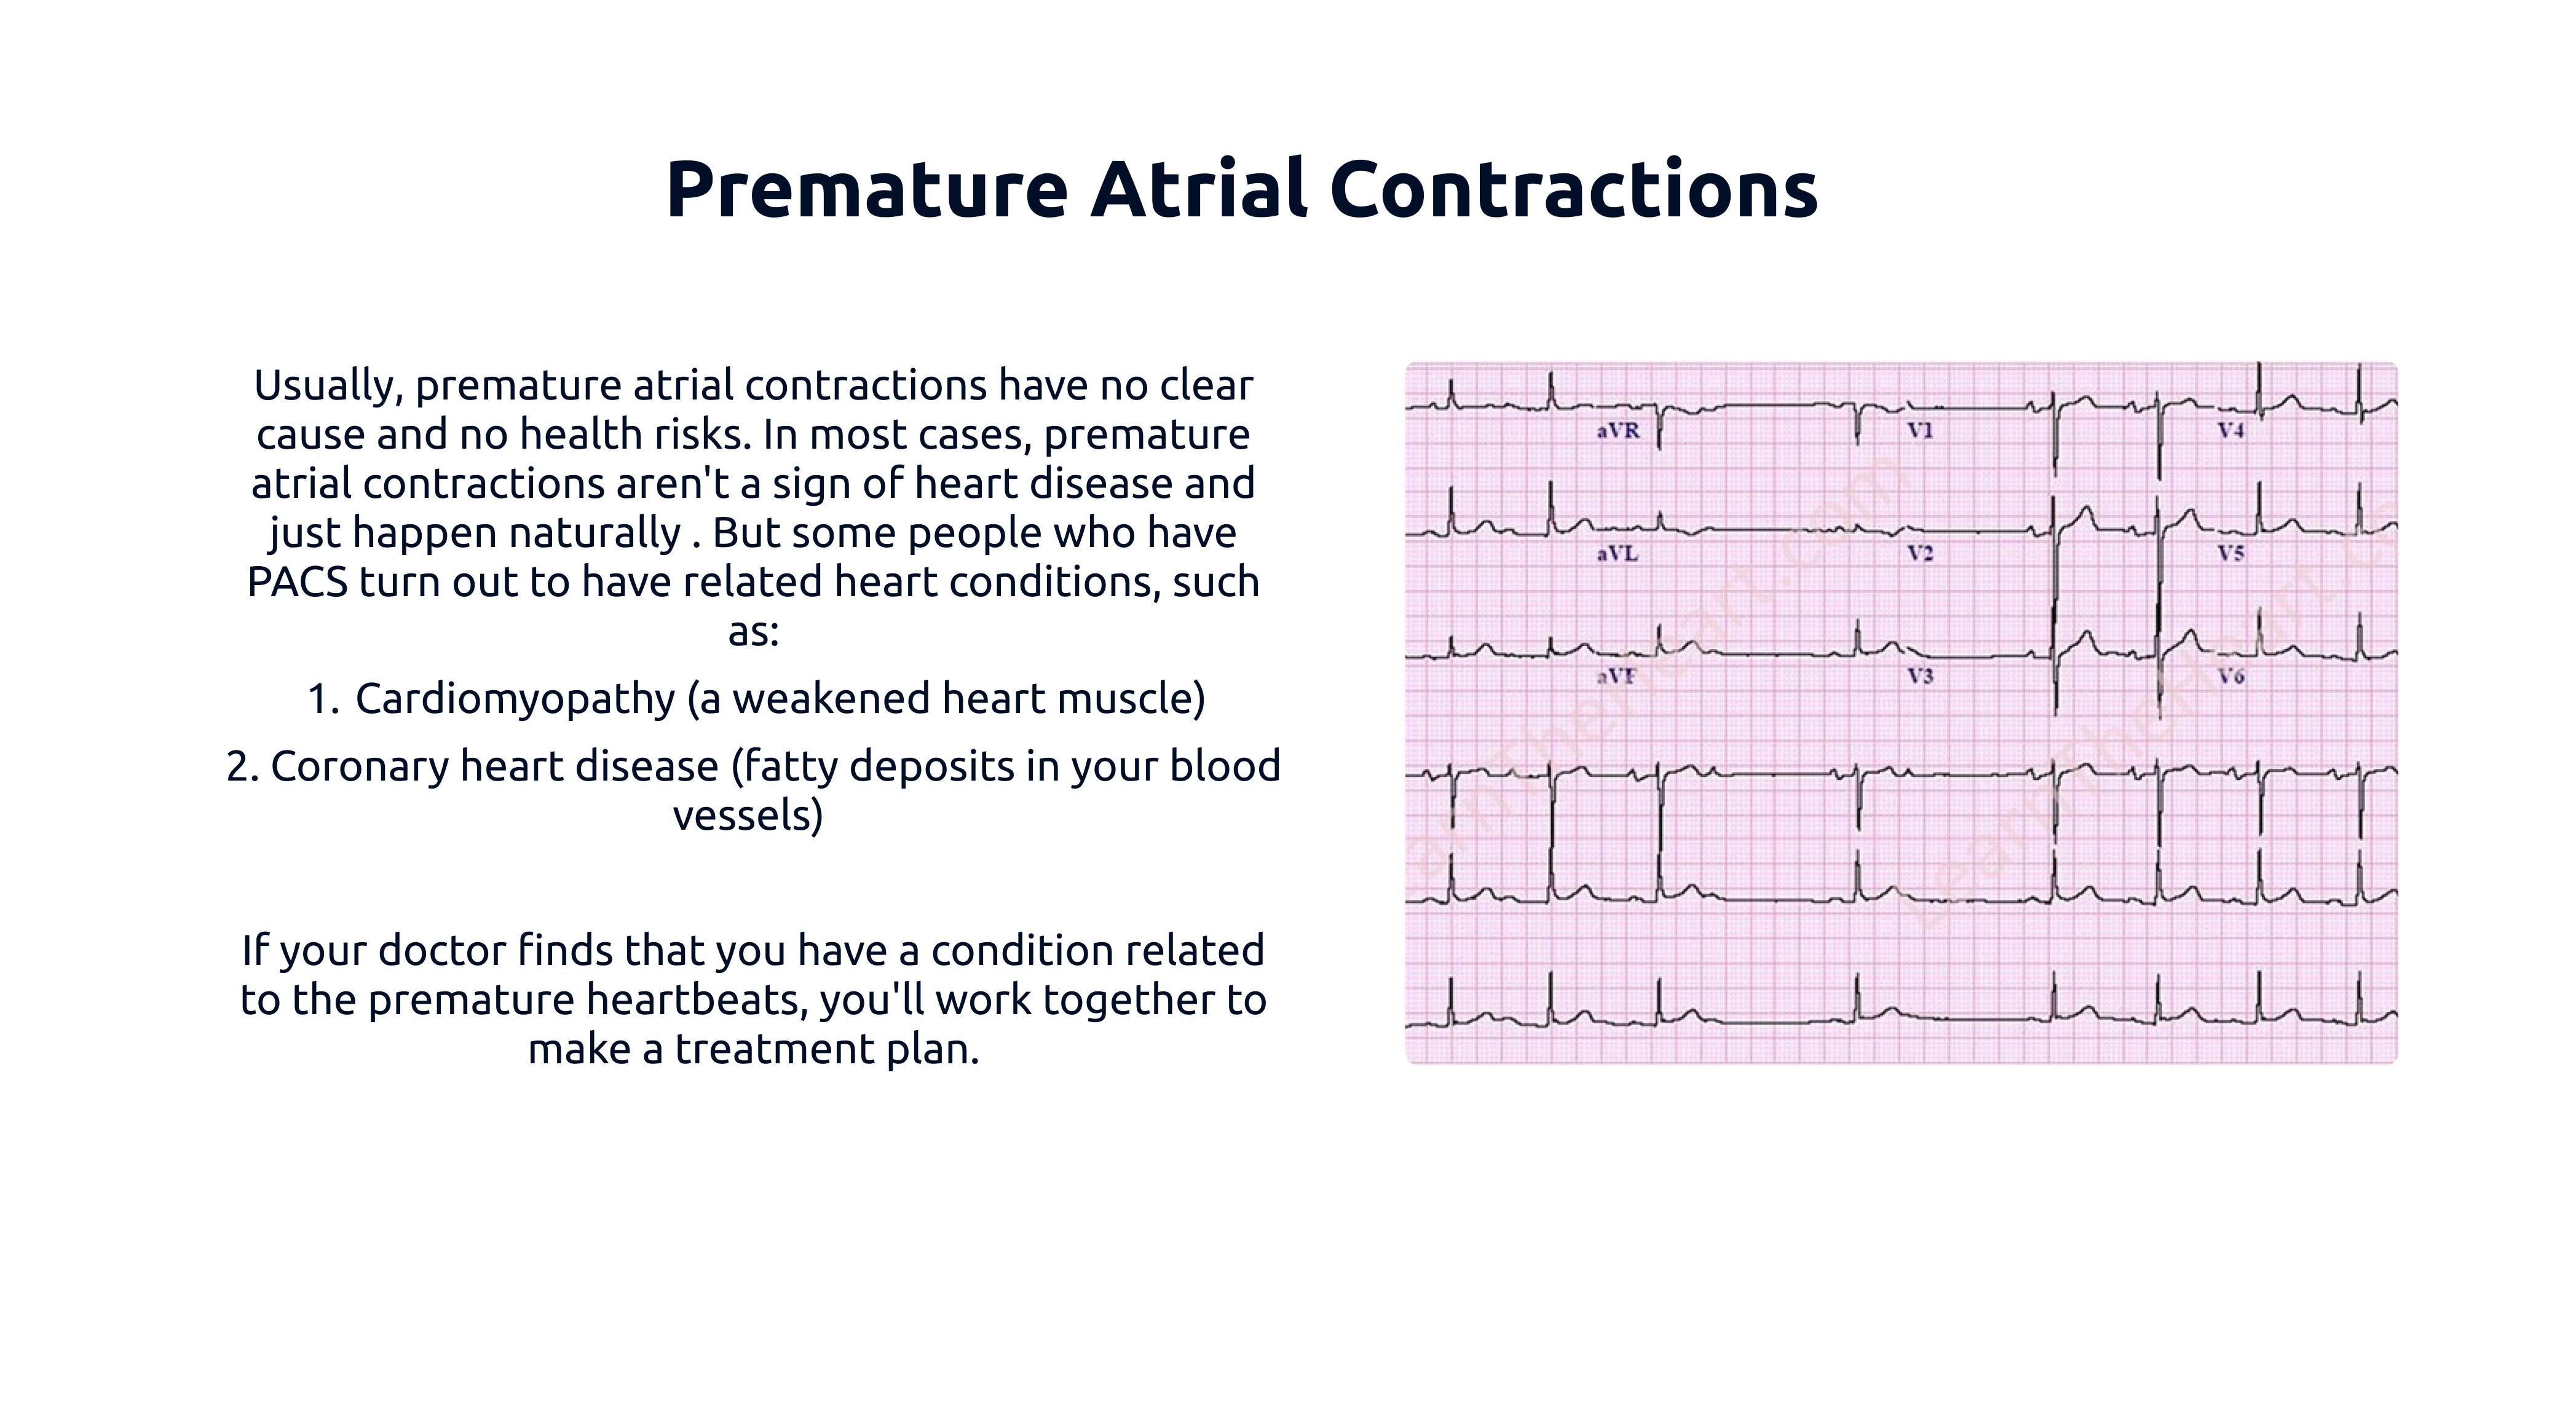 Premature Atrial Contractions
Usually, premature atrial contractions have no clear
cause and no health risks. In most cases, premature
atrial contractions aren't a sign of heart disease and
just happen naturally . But some people who have
PACS turn out to have related heart conditions, such
as:
1. Cardiomyopathy (a weakened heart muscle)
2. Coronary heart disease (fatty deposits in your blood
vessels)
If your doctor finds that you have a condition related
to the premature heartbeats, you'll work together to
make a treatment plan.
aVR V1 V4
aVL V2 V5
aVF V3 V6
LearnTheHeart.com
LearnTheHeart.c